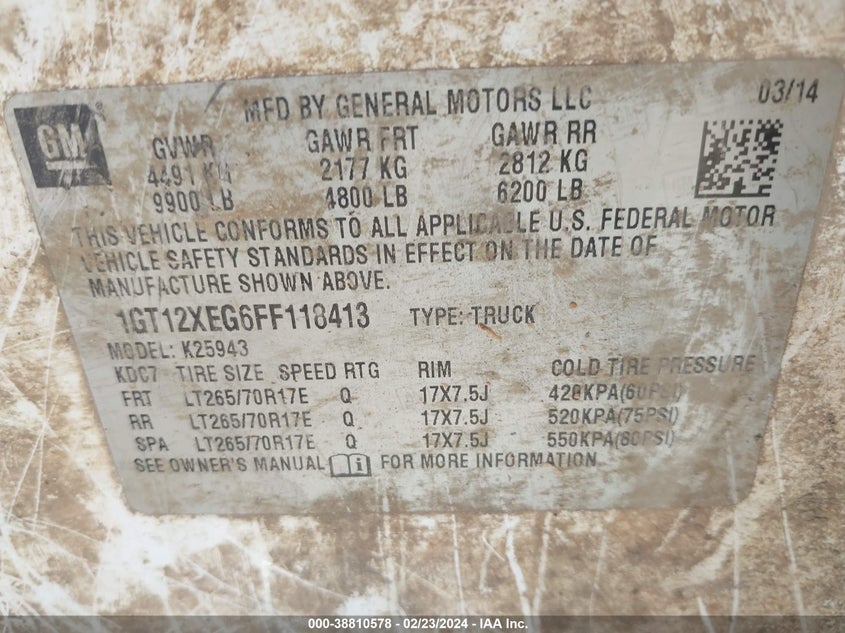 MFD BY GENERAL MOTORS LLC 03/14
GM
GVWR GAWR FRT GAWR RR
4491 KG 2177 KG 2812 KG
9900 LB 4800 LB 6200 LB
THIS VEHICLE CONFORMS TO ALL APPLICABLE U.S. FEDERAL MOTOR
VEHICLE SAFETY STANDARDS IN EFFECT ON THE DATE OF
MANUFACTURE SHOWN ABOVE.
1GT12XEG6FF118413 TYPE: TRUCK
MODEL: K25943
KDC7 TIRE SIZE SPEED RTG RIM COLD TIRE PRESSURE
FRT LT265/70R17E Q 17X7.5J 420KPA(60PSI)
RR LT265/70R17E Q 17X7.5J 520KPA(75PSI)
SPA LT265/70R17E Q 17X7.5J 550KPA(80PSI)
SEE OWNER'S MANUAL FOR MORE INFORMATION
000-38810578 - 02/23/2024 - © IAA Inc.